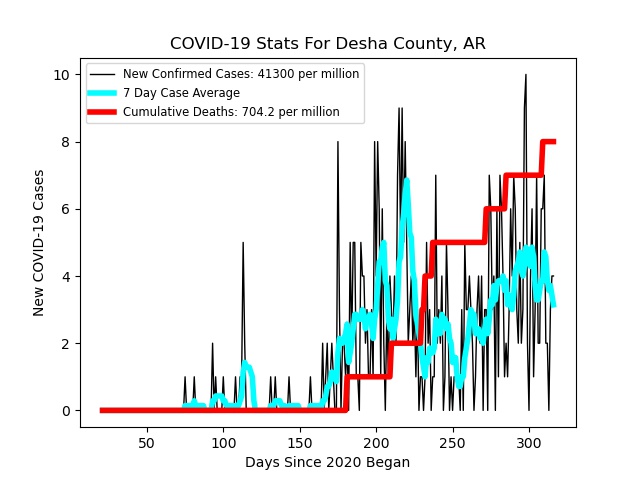 COVID-19 Stats For Desha County, AR
New Confirmed Cases: 41300 per million
7 Day Case Average
Cumulative Deaths: 704.2 per million
New COVID-19 Cases
10
8
6
4
2
0
50 100 150 200 250 300
Days Since 2020 Began